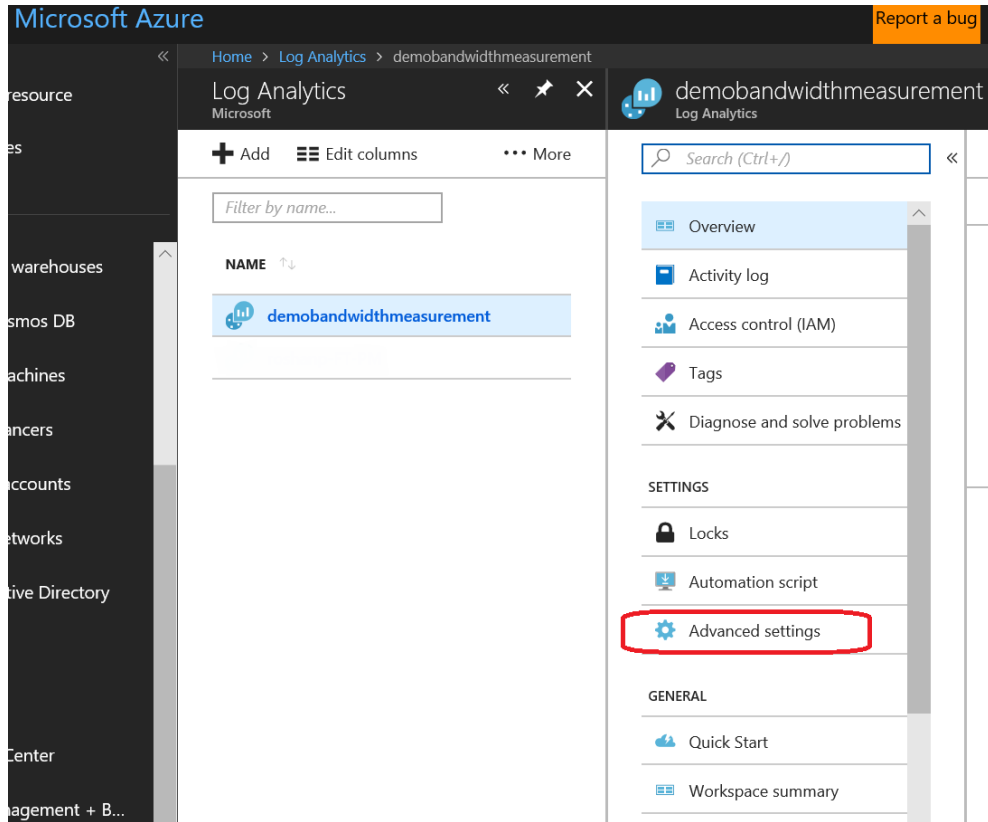 Microsoft Azure
Report a bug
Home > Log Analytics > demobandwidthmeasurement
resource
es
warehouses
smos DB
achines
ancers
accounts
etworks
tive Directory
Center
nagement + B...
Log Analytics
Microsoft
Add
Edit columns
More
Filter by name...
NAME
demobandwidthmeasurement
demobandwidthmeasurement
Log Analytics
Search (Ctrl+/)
Overview
Activity log
Access control (IAM)
Tags
Diagnose and solve problems
SETTINGS
Locks
Automation script
Advanced settings
GENERAL
Quick Start
Workspace summary